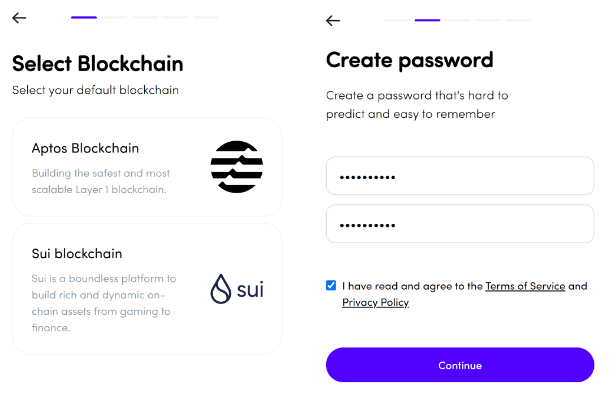 Select Blockchain
Select your default blockchain
Aptos Blockchain
Building the safest and most
scalable Layer 1 blockchain.
Sui blockchain
Sui is a boundless platform to
build rich and dynamic on-
chain assets from gaming to
finance.
sui
Create password
Create a password that's hard to
predict and easy to remember
••••••••••
••••••••••
I have read and agree to the Terms of Service and
Privacy Policy
Continue